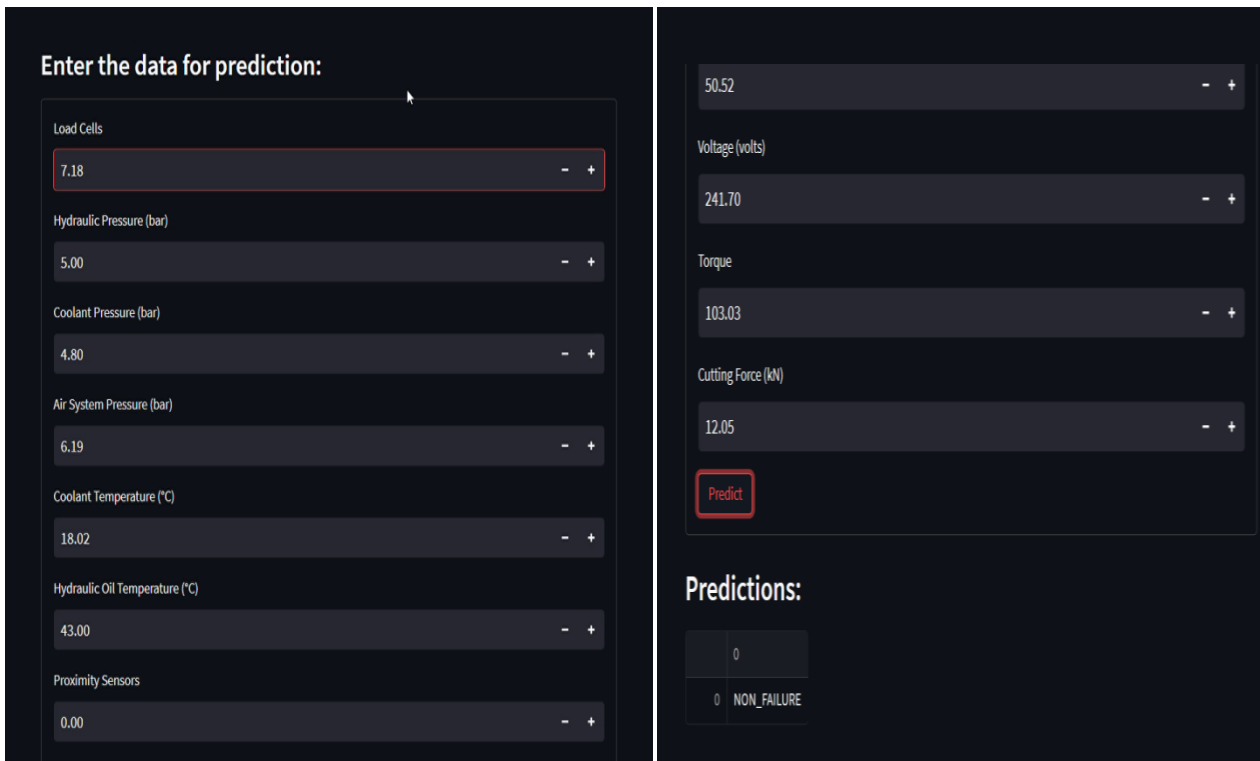 Enter the data for prediction:
Load Cells
7.18 - +
Hydraulic Pressure (bar)
5.00 - +
Coolant Pressure (bar)
4.80 - +
Air System Pressure (bar)
6.19 - +
Coolant Temperature (°C)
18.02 - +
Hydraulic Oil Temperature (°C)
43.00 - +
Proximity Sensors
0.00 - +
50.52 - +
Voltage (volts)
241.70 - +
Torque
103.03 - +
Cutting Force (kN)
12.05 - +
Predict
Predictions:
0
0 NON_FAILURE